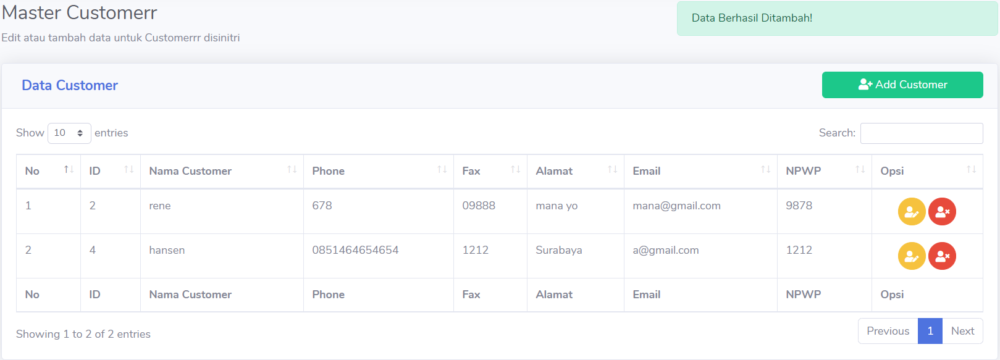 Master Customerr
Data Berhasil Ditambah!
Edit atau tambah data untuk Customerrr disinitri
Data Customer
Add Customer
Show 10 entries
Search:
No ID Nama Customer Phone Fax Alamat Email NPWP Opsi
1 2 rene 678 09888 mana yo mana@gmail.com 9878
2 4 hansen 0851464654654 1212 Surabaya a@gmail.com 1212
No ID Nama Customer Phone Fax Alamat Email NPWP Opsi
Showing 1 to 2 of 2 entries
Previous 1 Next